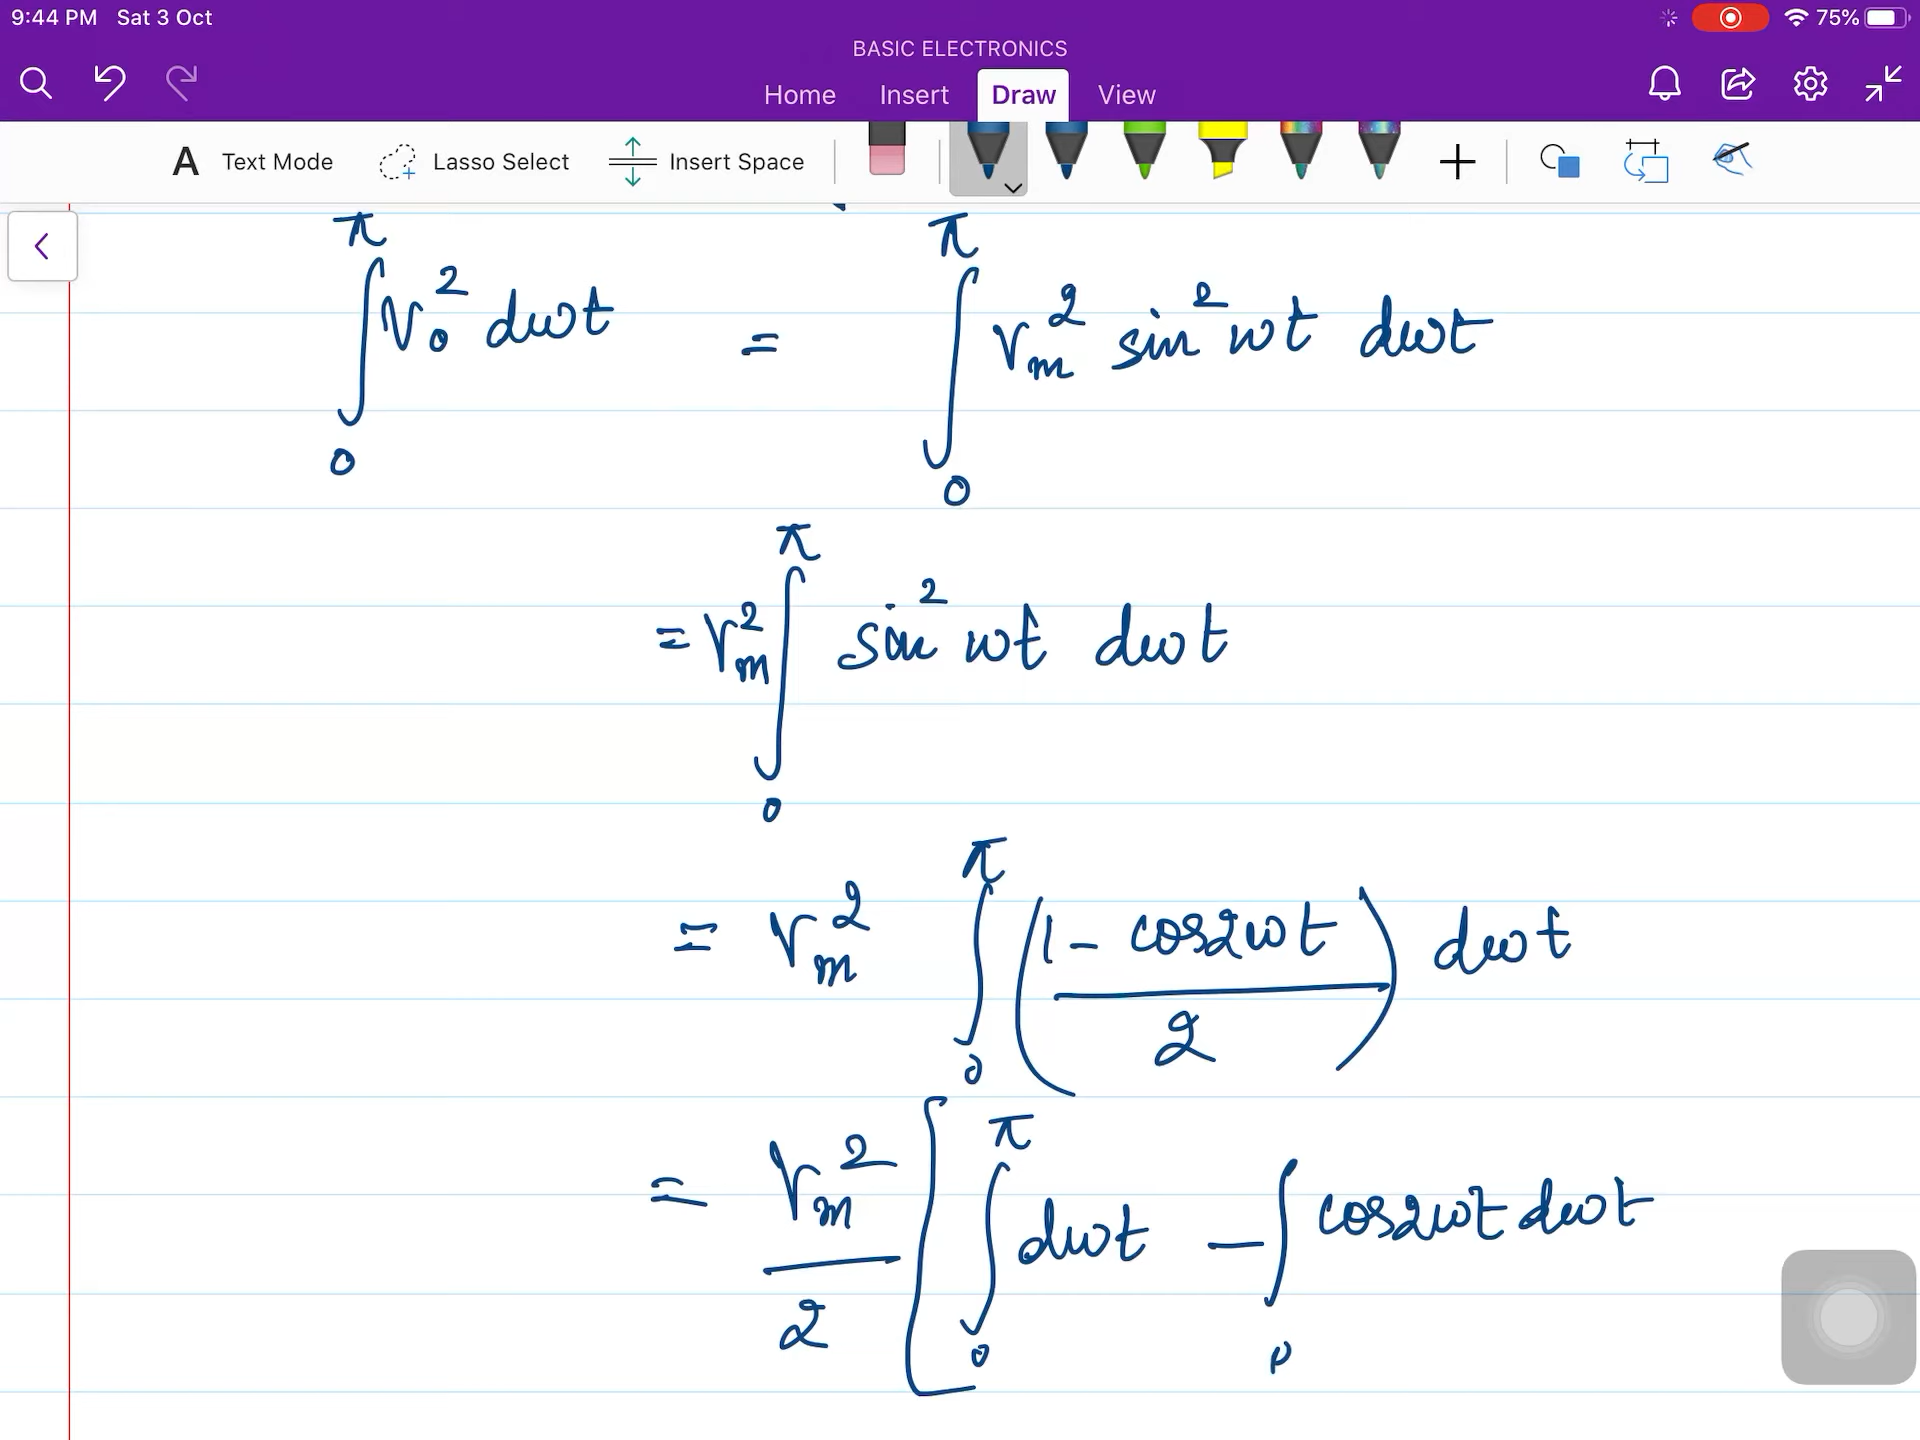 9:44 PM Sat 3 Oct 75%
BASIC ELECTRONICS
Home Insert Draw View
A Text Mode Lasso Select Insert Space
∫₀^π V₀² dωt = ∫₀^π Vm² sin² ωt dωt
= Vm² ∫₀^π sin² ωt dωt
= Vm² ∫₀^π ((1 - cos2ωt)/2) dωt
= Vm²/2 [ ∫₀^π dωt - ∫₀ cos2ωt dωt